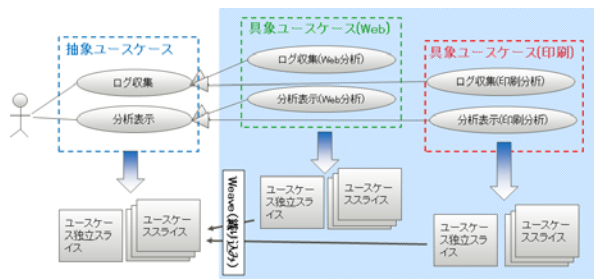 抽象ユースケース
ログ収集
分析表示
具象ユースケース(Web)
ログ収集(Web分析)
分析表示(Web分析)
具象ユースケース(印刷)
ログ収集(印刷分析)
分析表示(印刷分析)
ユースケー
ス独立スラ
イス
ユースケー
ススライス
Weave(織り込み)
ユースケー
ス独立スラ
イス
ユースケー
ススライス
ユースケー
ス独立スラ
イス
ユースケー
ススライス